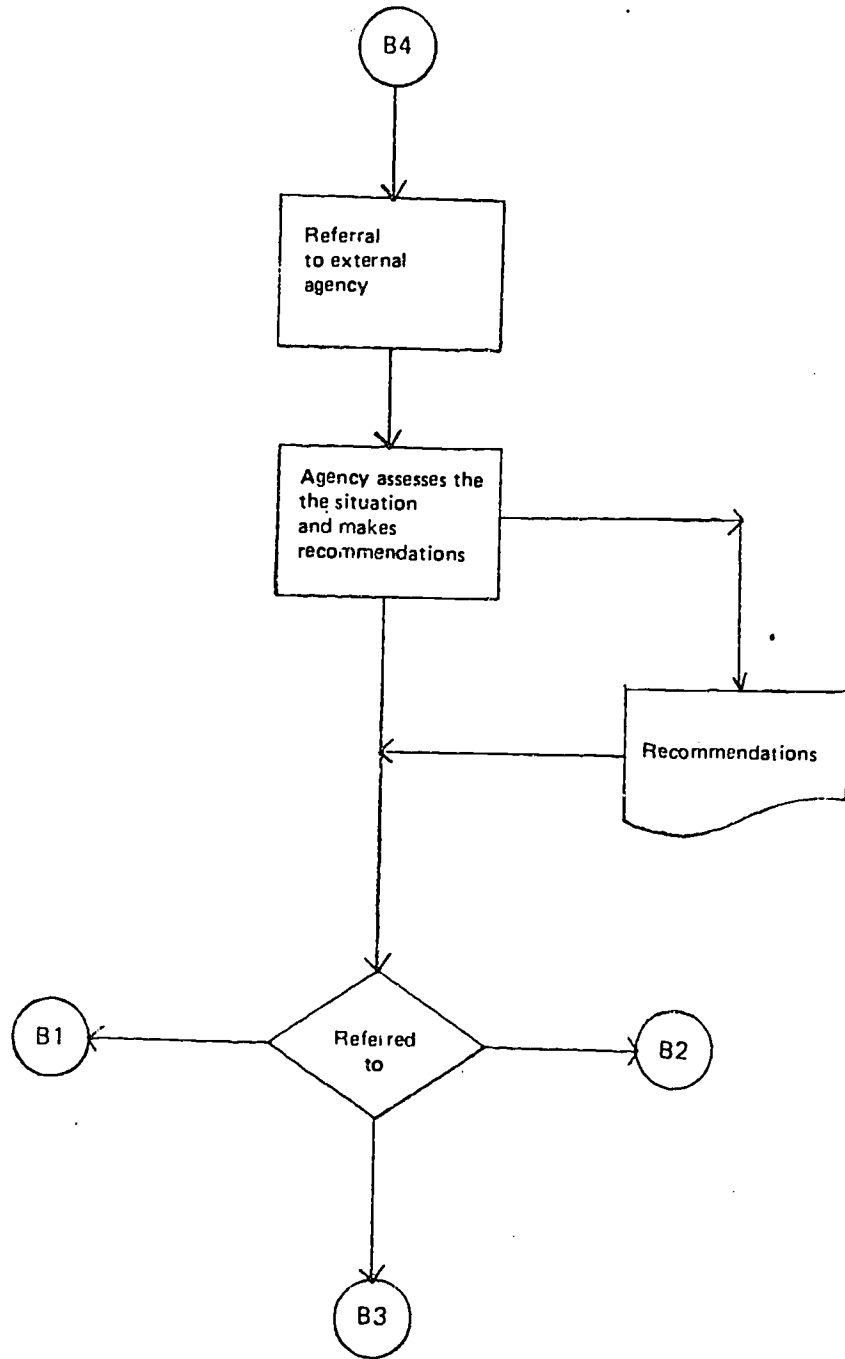 B4
Referral
to external
agency
Agency assesses the
the situation
and makes
recommendations
Recommendations
B1
Referred
to
B2
B3